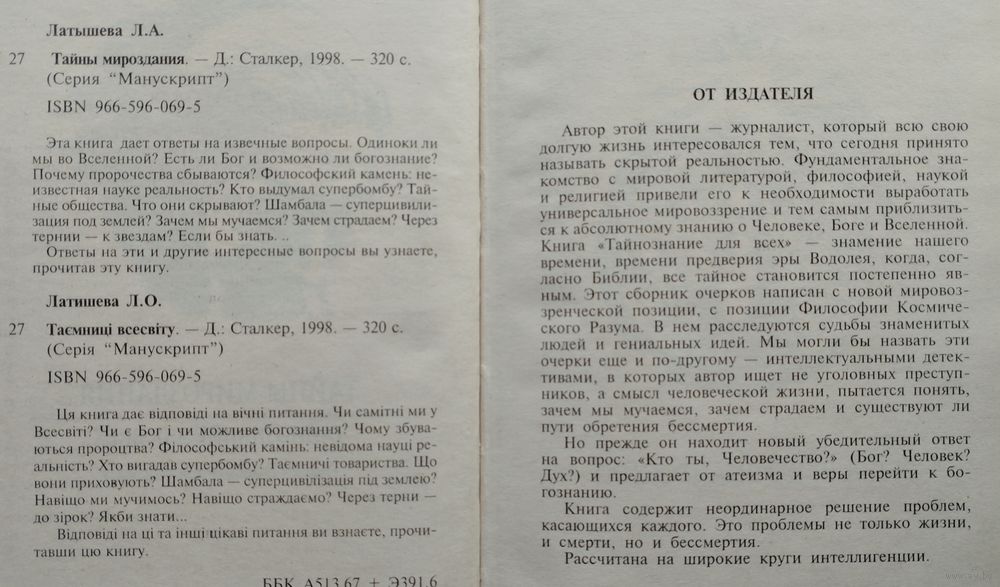 Латышева Л.А.
27 Тайны мироздания. — Д.: Сталкер, 1998. — 320 с.
(Серия “Манускрипт”)
ISBN 966-596-069-5
Эта книга дает ответы на извечные вопросы. Одиноки ли
мы во Вселенной? Есть ли Бог и возможно ли богознание?
Почему пророчества сбываются? Философский камень: не-
известная науке реальность? Кто выдумал супербомбу? Тай-
ные общества. Что они скрывают? Шамбала — суперцивили-
зация под землей? Зачем мы мучаемся? Зачем страдаем? Через
тернии — к звездам? Если бы знать. ..
Ответы на эти и другие интересные вопросы вы узнаете,
прочитав эту книгу.
Латишева Л.О.
27 Таємниці всесвіту. — Д.: Сталкер, 1998. — 320 с.
(Серія “Манускрипт”)
ISBN 966-596-069-5
Ця книга дає відповіді на вічні питання. Чи самітні ми у
Всесвіті? Чи є Бог і чи можливе богознання? Чому збува-
ються пророцтва? Філософський камінь: невідома науці ре-
альність? Хто вигадав супербомбу? Таємничі товариства. Що
вони приховують? Шамбала — суперцивілізація під землею?
Навіщо ми мучимось? Навіщо страждаємо? Через терни —
до зірок? Якби знати...
Відповіді на ці та інші цікаві питання ви взнаєте, прочи-
тавши цю книгу.
ББК А513.67 + Э391.6
ОТ ИЗДАТЕЛЯ
Автор этой книги — журналист, который всю свою
долгую жизнь интересовался тем, что сегодня принято
называть скрытой реальностью. Фундаментальное зна-
комство с мировой литературой, философией, наукой
и религией привели его к необходимости выработать
универсальное мировоззрение и тем самым приблизить-
ся к абсолютному знанию о Человеке, Боге и Вселенной.
Книга «Тайнознание для всех» — знамение нашего
времени, времени предверия эры Водолея, когда, сог-
ласно Библии, все тайное становится постепенно яв-
ным. Этот сборник очерков написан с новой мировоз-
зренческой позиции, с позиции Философии Космичес-
кого Разума. В нем расследуются судьбы знаменитых
людей и гениальных идей. Мы могли бы назвать эти
очерки еще и по-другому — интеллектуальными детек-
тивами, в которых автор ищет не уголовных преступ-
ников, а смысл человеческой жизни, пытается понять,
зачем мы мучаемся, зачем страдаем и существуют ли
пути обретения бессмертия.
Но прежде он находит новый убедительный ответ
на вопрос: «Кто ты, Человечество?» (Бог? Человек?
Дух?) и предлагает от атеизма и веры перейти к бо-
гознанию.
Книга содержит неординарное решение проблем,
касающихся каждого. Это проблемы не только жизни,
и смерти, но и бессмертия.
Рассчитана на широкие круги интеллигенции.